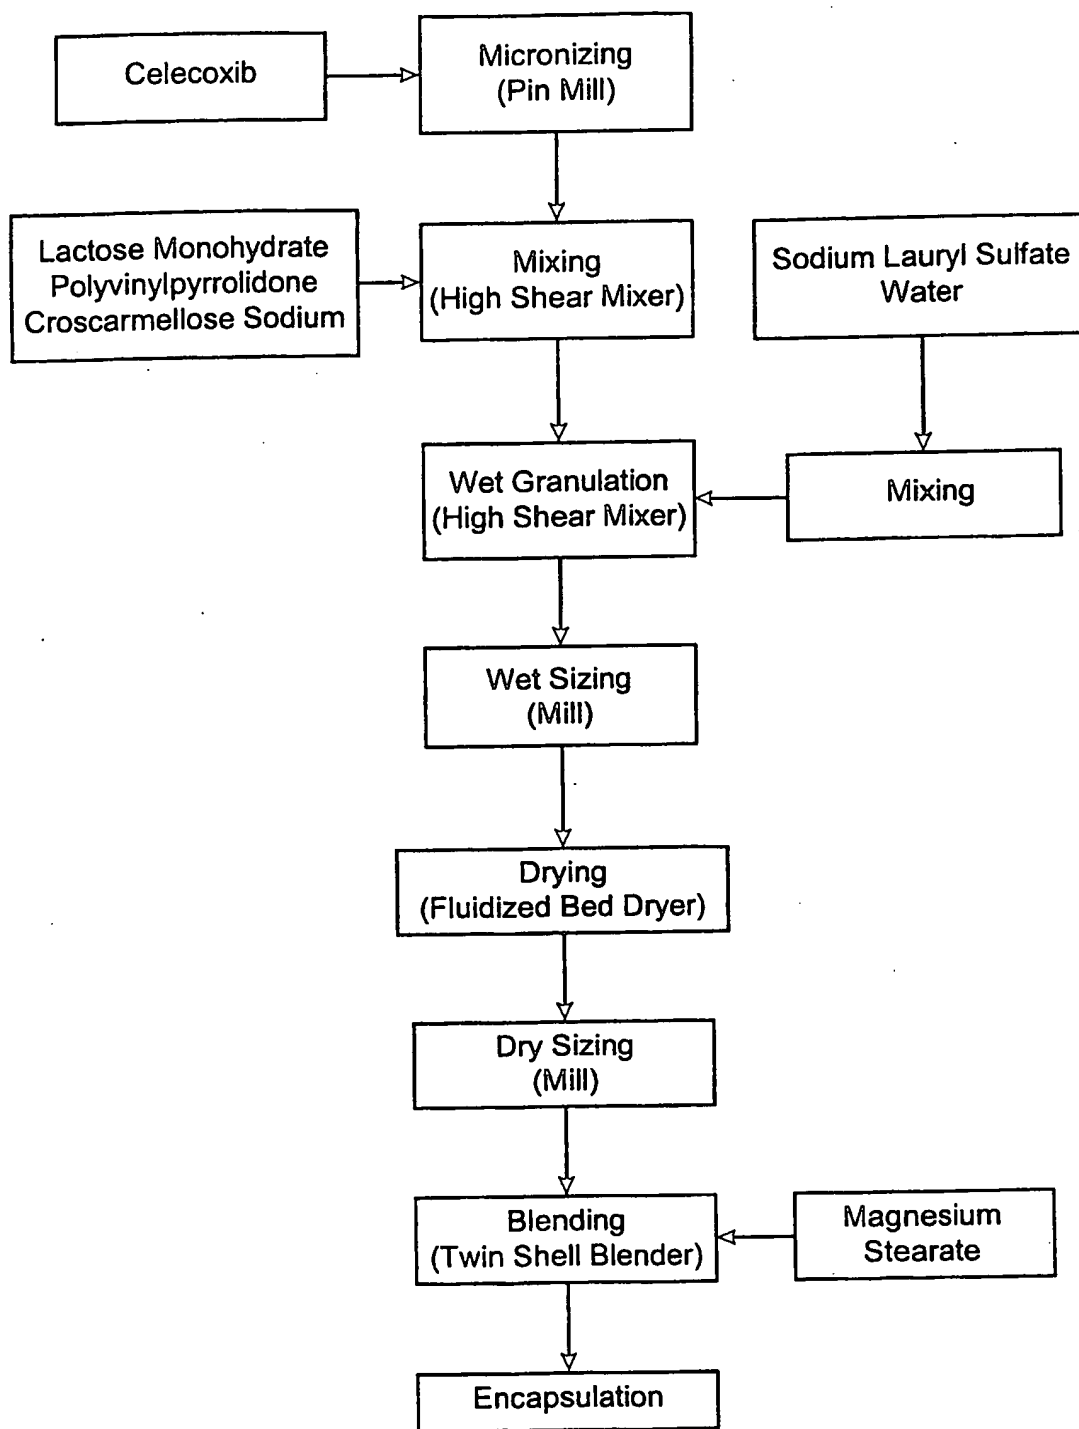 Celecoxib
Micronizing
(Pin Mill)
Lactose Monohydrate
Polyvinylpyrrolidone
Croscarmellose Sodium
Mixing
(High Shear Mixer)
Sodium Lauryl Sulfate
Water
Wet Granulation
(High Shear Mixer)
Mixing
Wet Sizing
(Mill)
Drying
(Fluidized Bed Dryer)
Dry Sizing
(Mill)
Blending
(Twin Shell Blender)
Magnesium
Stearate
Encapsulation